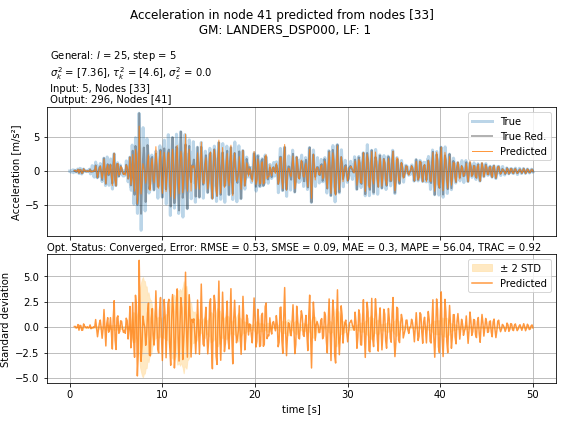 Acceleration in node 41 predicted from nodes [33]
GM: LANDERS_DSP000, LF: 1
General: l = 25, step = 5
σ²ₖ = [7.36], τ²ₖ = [4.6], σ²ε = 0.0
Input: 5, Nodes [33]
Output: 296, Nodes [41]
Acceleration [m/s²]
5
0
−5
True
True Red.
Predicted
Opt. Status: Converged, Error: RMSE = 0.53, SMSE = 0.09, MAE = 0.3, MAPE = 56.04, TRAC = 0.92
Standard deviation
5.0
2.5
0.0
−2.5
−5.0
± 2 STD
Predicted
0 10 20 30 40 50
time [s]